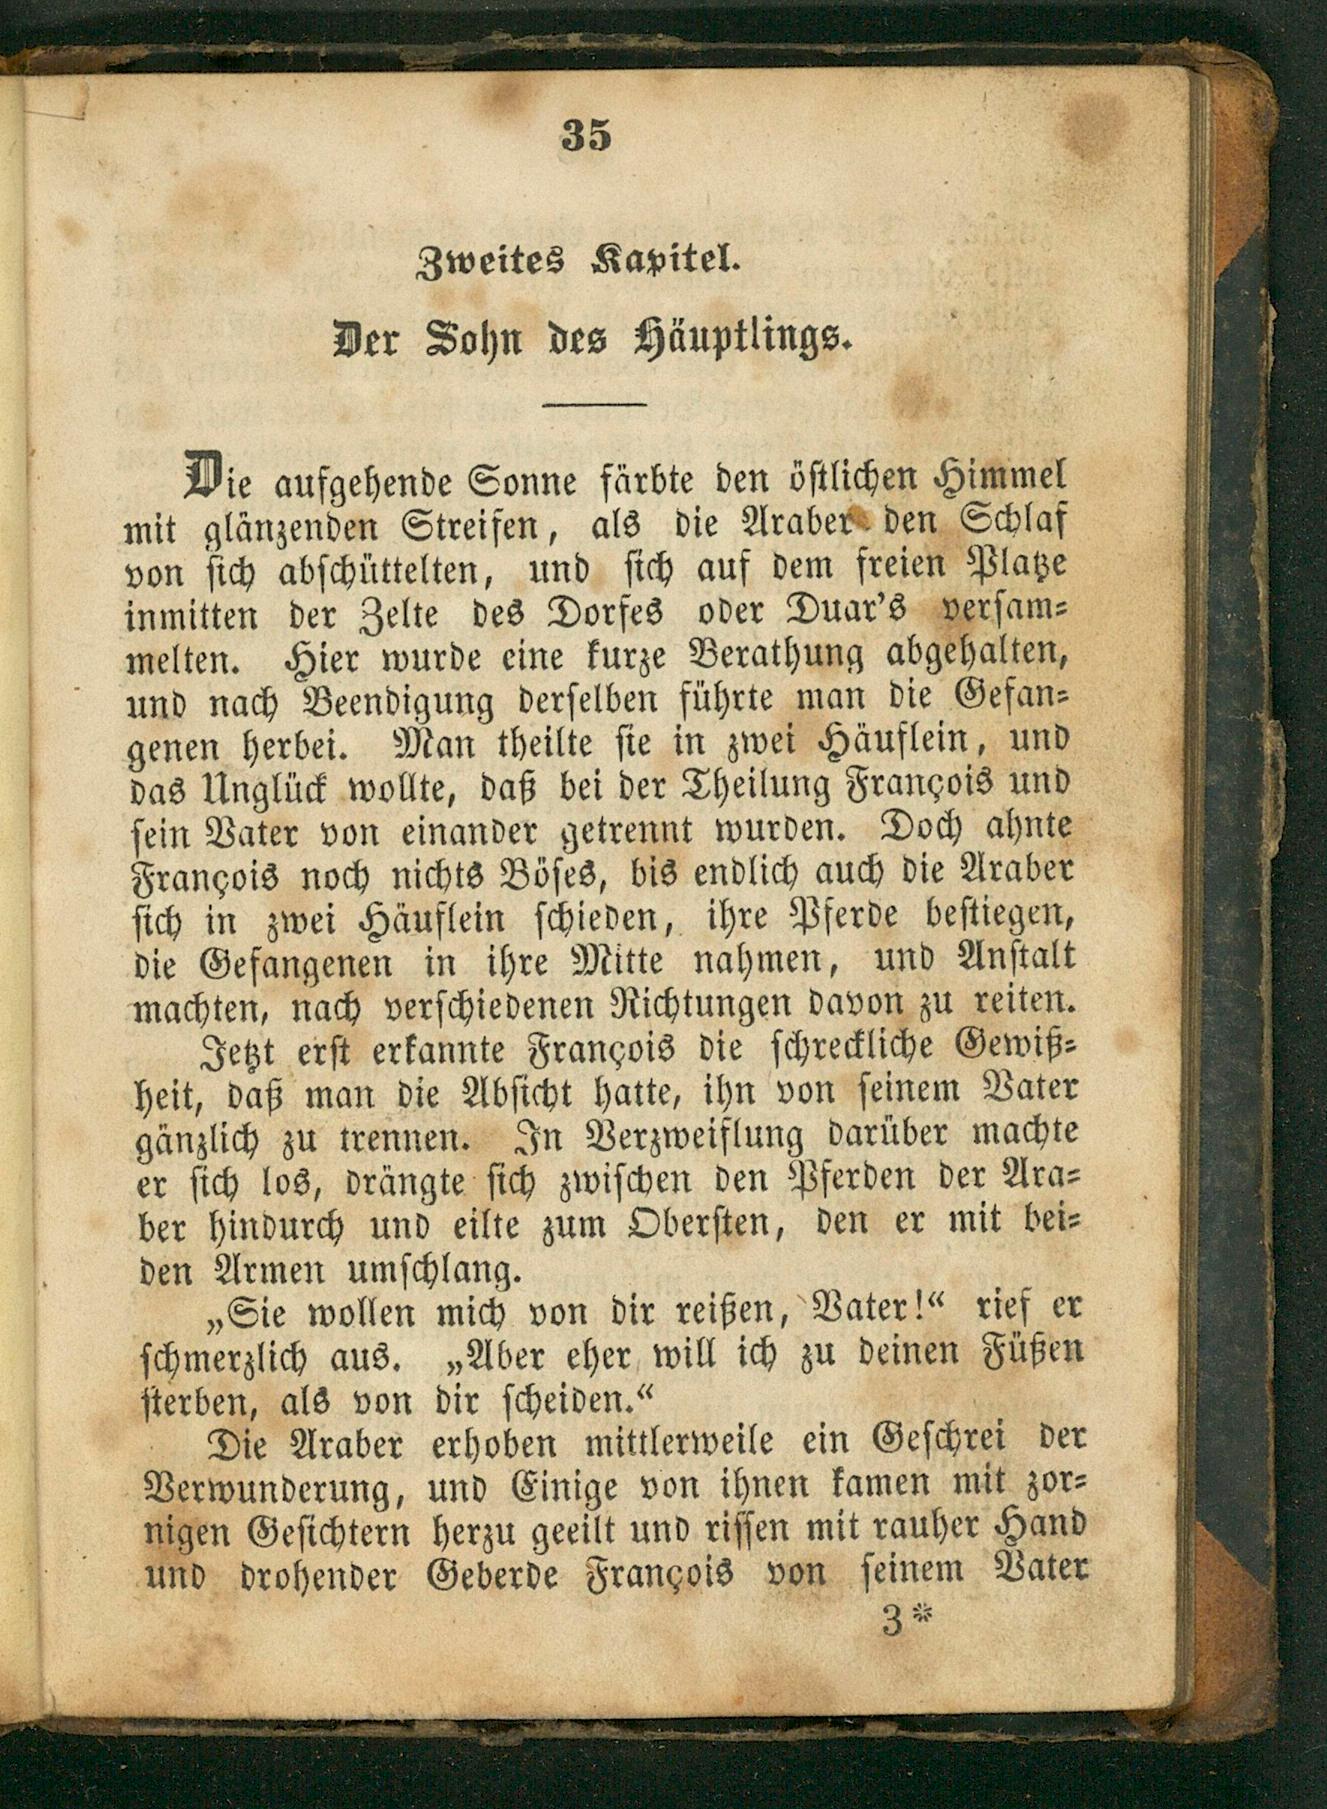 35
Zweites Kapitel.
Der Sohn des Häuptlings.
Die aufgehende Sonne färbte den östlichen Himmel
mit glänzenden Streifen, als die Araber den Schlaf
von sich abschüttelten, und sich auf dem freien Platze
inmitten der Zelte des Dorfes oder Duar's versam-
melten. Hier wurde eine kurze Berathung abgehalten,
und nach Beendigung derselben führte man die Gefan-
genen herbei. Man theilte sie in zwei Häuflein, und
das Unglück wollte, daß bei der Theilung François und
sein Vater von einander getrennt wurden. Doch ahnte
François noch nichts Böses, bis endlich auch die Araber
sich in zwei Häuflein schieden, ihre Pferde bestiegen,
die Gefangenen in ihre Mitte nahmen, und Anstalt
machten, nach verschiedenen Richtungen davon zu reiten.
Jetzt erst erkannte François die schreckliche Gewiß-
heit, daß man die Absicht hatte, ihn von seinem Vater
gänzlich zu trennen. In Verzweiflung darüber machte
er sich los, drängte sich zwischen den Pferden der Ara-
ber hindurch und eilte zum Obersten, den er mit bei-
den Armen umschlang.
„Sie wollen mich von dir reißen, Vater!“ rief er
schmerzlich aus. „Aber eher will ich zu deinen Füßen
sterben, als von dir scheiden.“
Die Araber erhoben mittlerweile ein Geschrei der
Verwunderung, und Einige von ihnen kamen mit zor-
nigen Gesichtern herzu geeilt und rissen mit rauher Hand
und drohender Geberde François von seinem Vater
3*